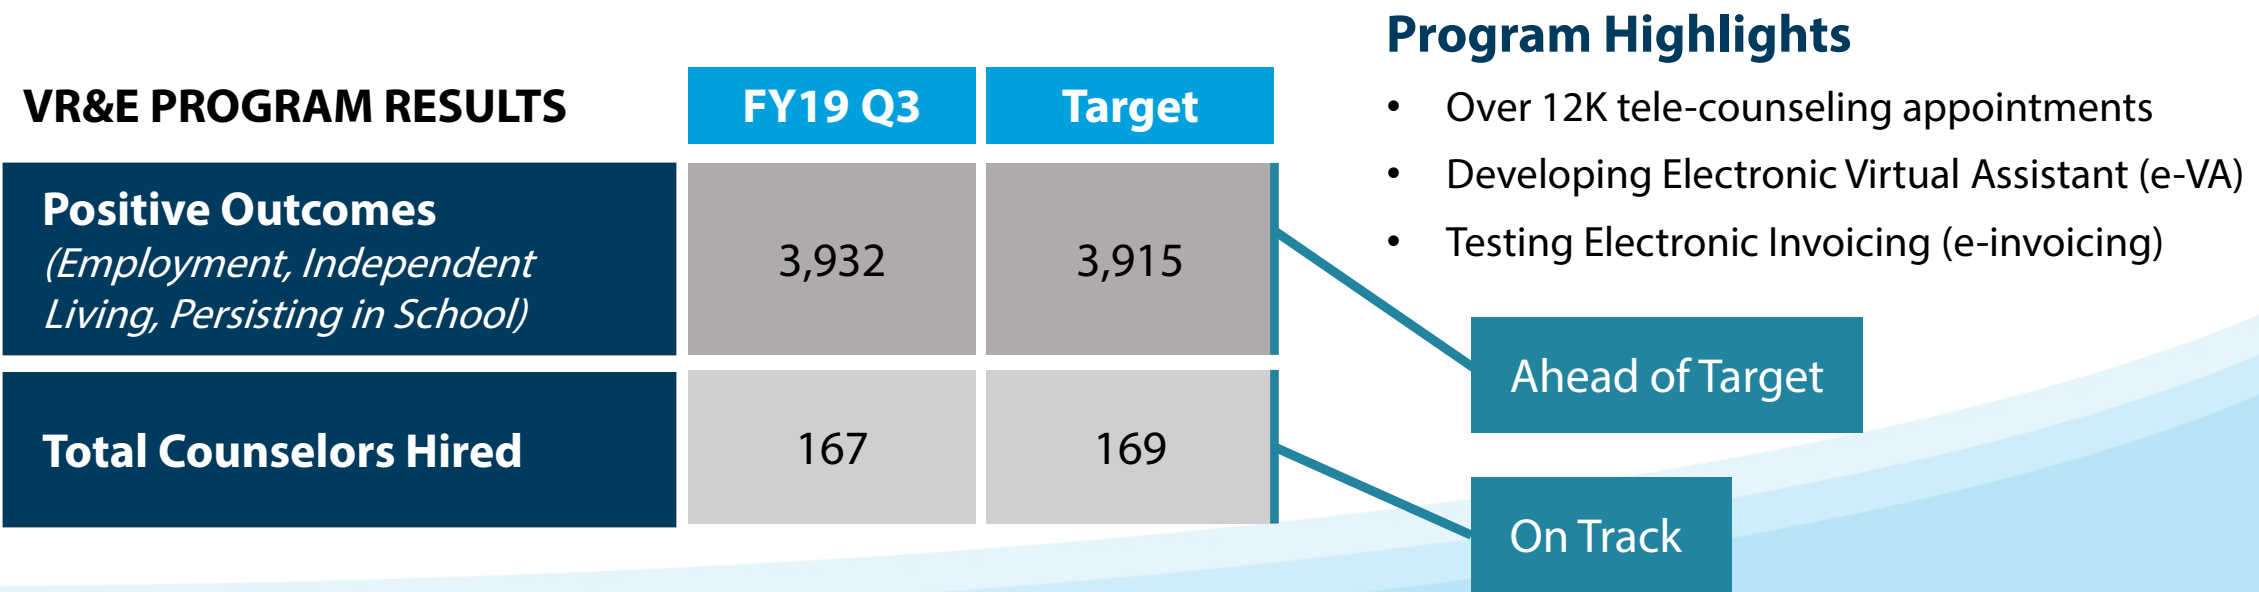 VR&E PROGRAM RESULTS
FY19 Q3
Target
Positive Outcomes
(Employment, Independent
Living, Persisting in School)
3,932
3,915
Total Counselors Hired
167
169
Program Highlights
• Over 12K tele-counseling appointments
• Developing Electronic Virtual Assistant (e-VA)
• Testing Electronic Invoicing (e-invoicing)
Ahead of Target
On Track